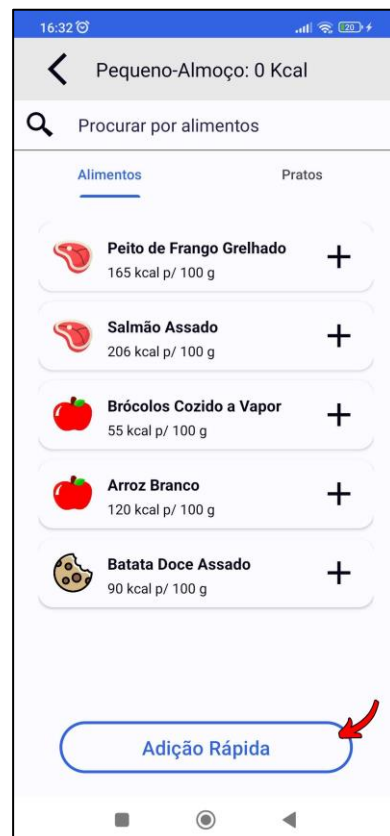 16:32
20
Pequeno-Almoço: 0 Kcal
Procurar por alimentos
Alimentos Pratos
Peito de Frango Grelhado
165 kcal p/ 100 g
Salmão Assado
206 kcal p/ 100 g
Brócolos Cozido a Vapor
55 kcal p/ 100 g
Arroz Branco
120 kcal p/ 100 g
Batata Doce Assado
90 kcal p/ 100 g
Adição Rápida